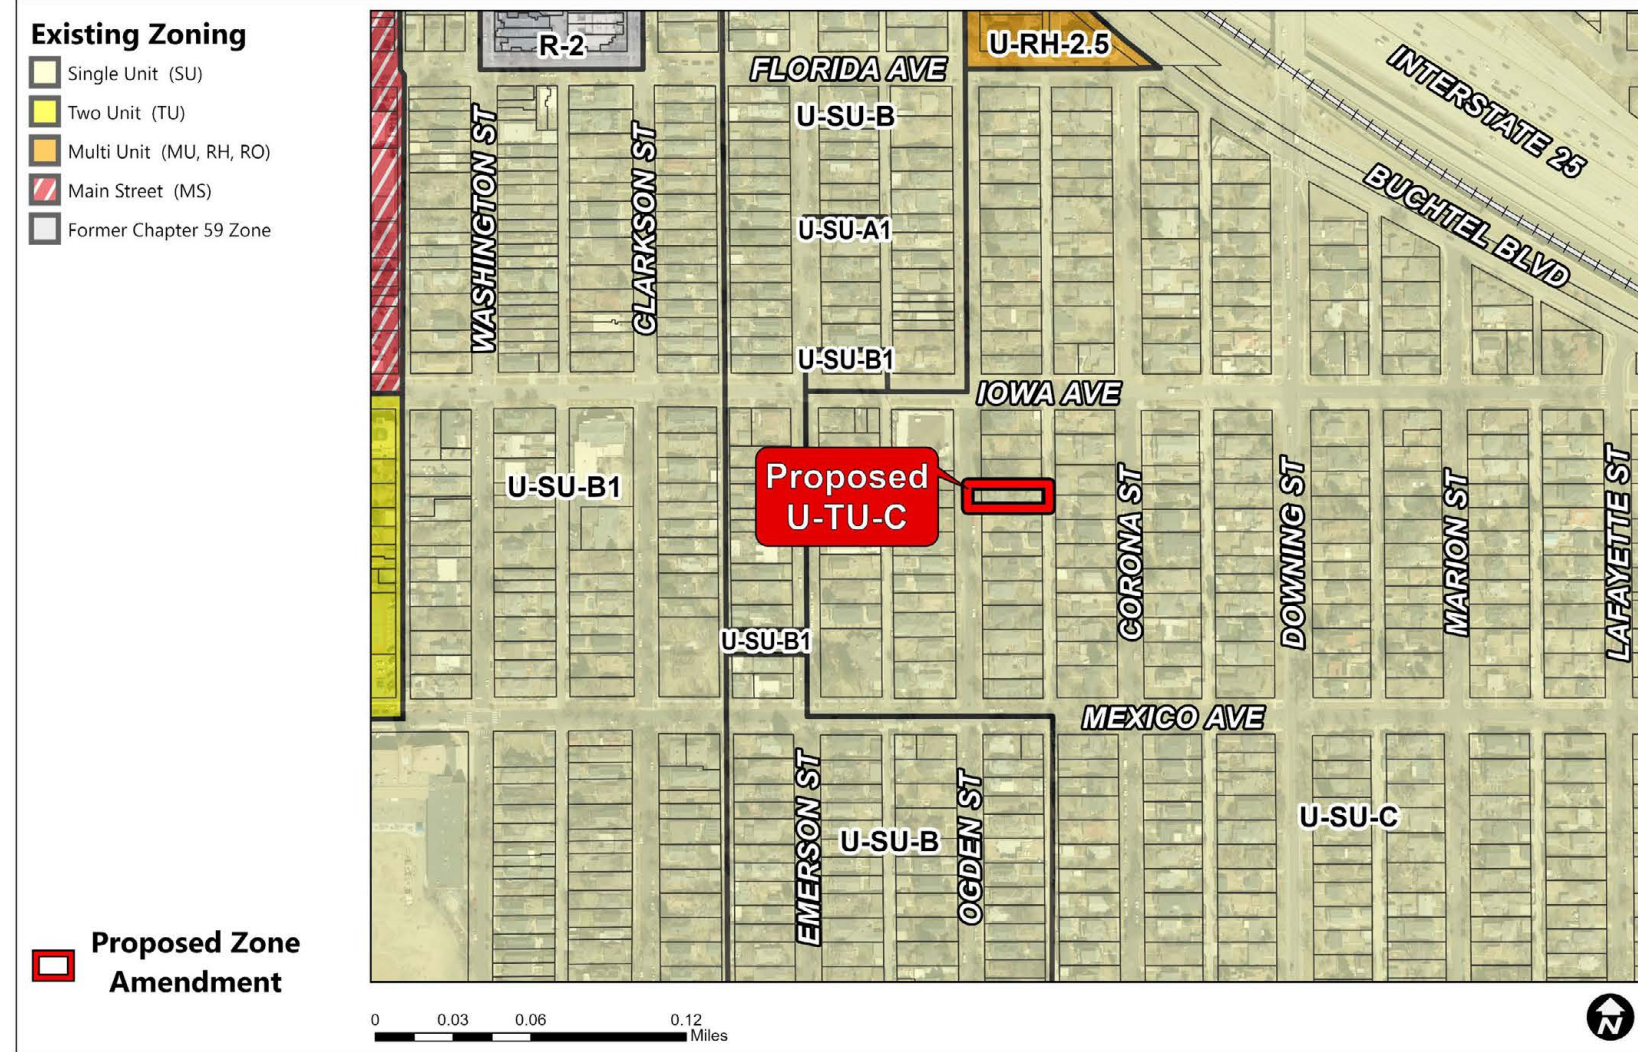 Existing Zoning
Single Unit (SU)
Two Unit (TU)
Multi Unit (MU, RH, RO)
Main Street (MS)
Former Chapter 59 Zone
Proposed Zone
Amendment
R-2
U-RH-2.5
FLORIDA AVE
INTERSTATE 25
U-SU-B
WASHINGTON ST
CLARKSON ST
BUCHTEL BLVD
U-SU-A1
U-SU-B1
IOWA AVE
U-SU-B1
Proposed
U-TU-C
CORONA ST
DOWNING ST
MARION ST
LAFAYETTE ST
U-SU-B1
MEXICO AVE
EMERSON ST
U-SU-B
OGDEN ST
U-SU-C
0 0.03 0.06 0.12
Miles
N